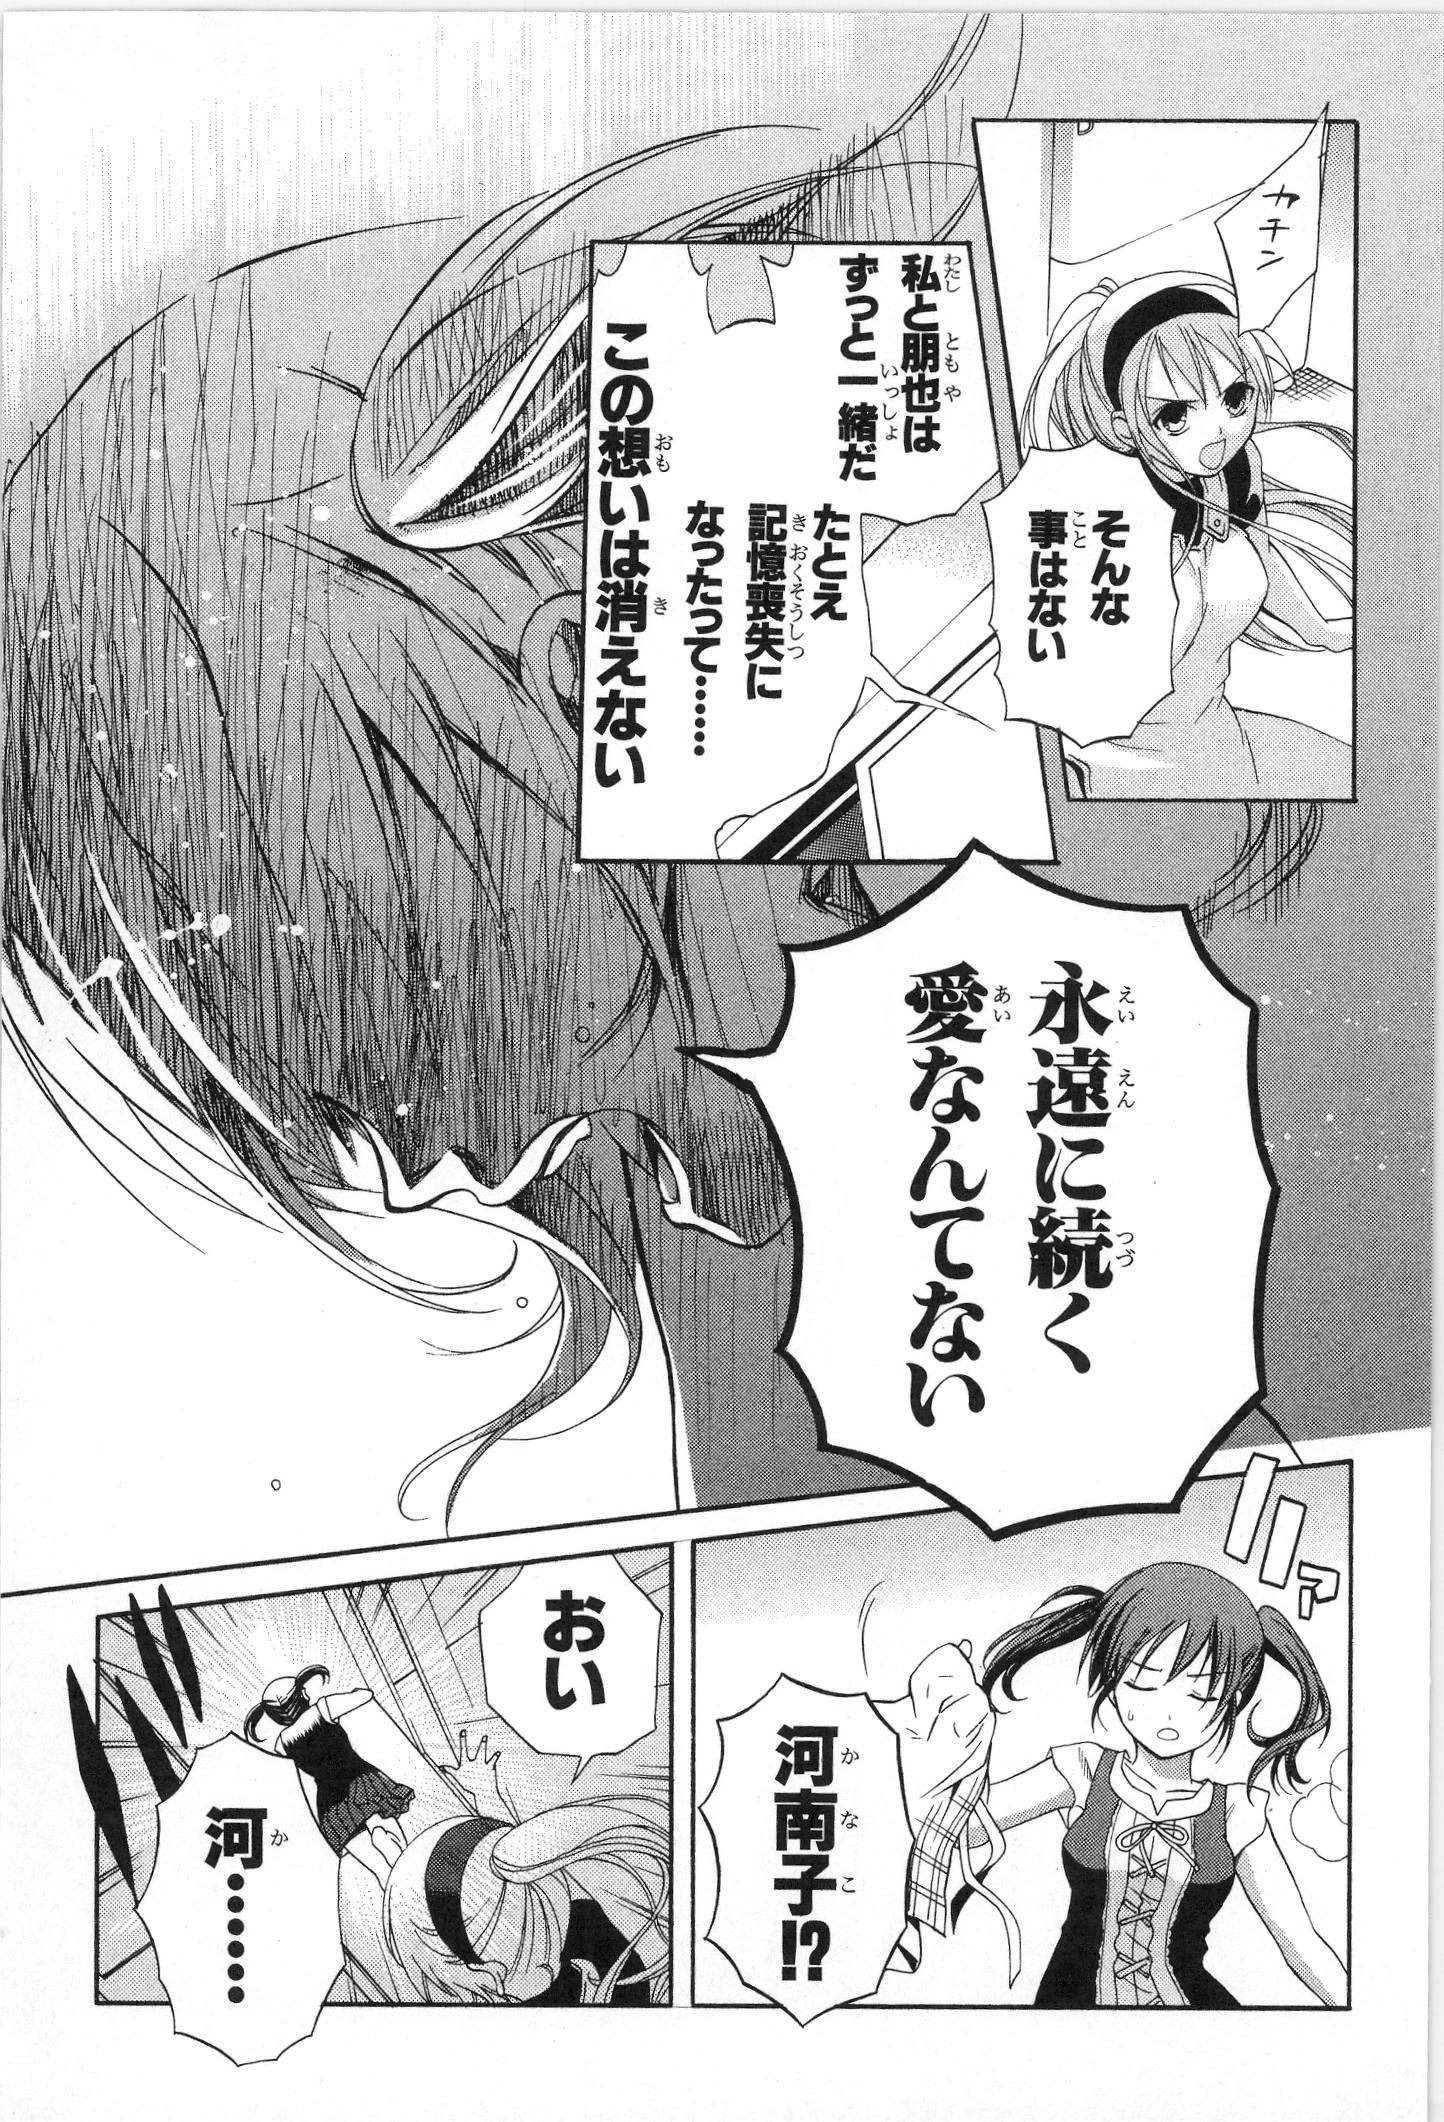 カチン
そんな
事はない
私と朋也は
ずっと一緒だ
たとえ
記憶喪失に
なったって……
この想いは消えない
永遠に続く
愛なんてない
河南子!?
おい
河……